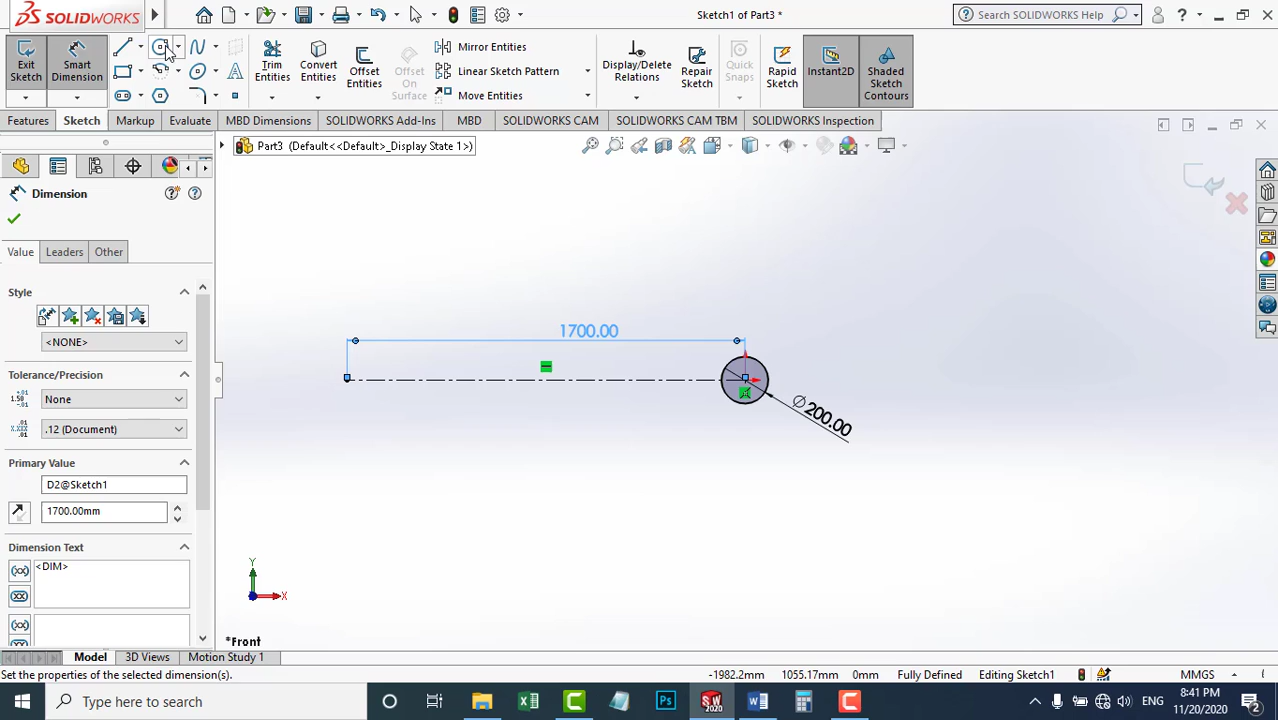 SOLIDWORKS
Sketch1 of Part3 *
Search SOLIDWORKS Help
Exit Sketch
Smart Dimension
Trim Entities
Convert Entities
Offset Entities
Offset On Surface
Mirror Entities
Linear Sketch Pattern
Move Entities
Display/Delete Relations
Repair Sketch
Quick Snaps
Rapid Sketch
Instant2D
Shaded Sketch Contours
Features
Sketch
Markup
Evaluate
MBD Dimensions
SOLIDWORKS Add-Ins
MBD
SOLIDWORKS CAM
SOLIDWORKS CAM TBM
SOLIDWORKS Inspection
Part3 (Default<<Default>_Display State 1>)
Dimension
Value
Leaders
Other
Style
<NONE>
Tolerance/Precision
None
.12 (Document)
Primary Value
D2@Sketch1
1700.00mm
Dimension Text
<DIM>
1700.00
Ø200.00
Y
X
*Front
Model
3D Views
Motion Study 1
Set the properties of the selected dimension(s).
-1982.2mm
1055.17mm
0mm
Fully Defined
Editing Sketch1
MMGS
Type here to search
ENG
8:41 PM
11/20/2020